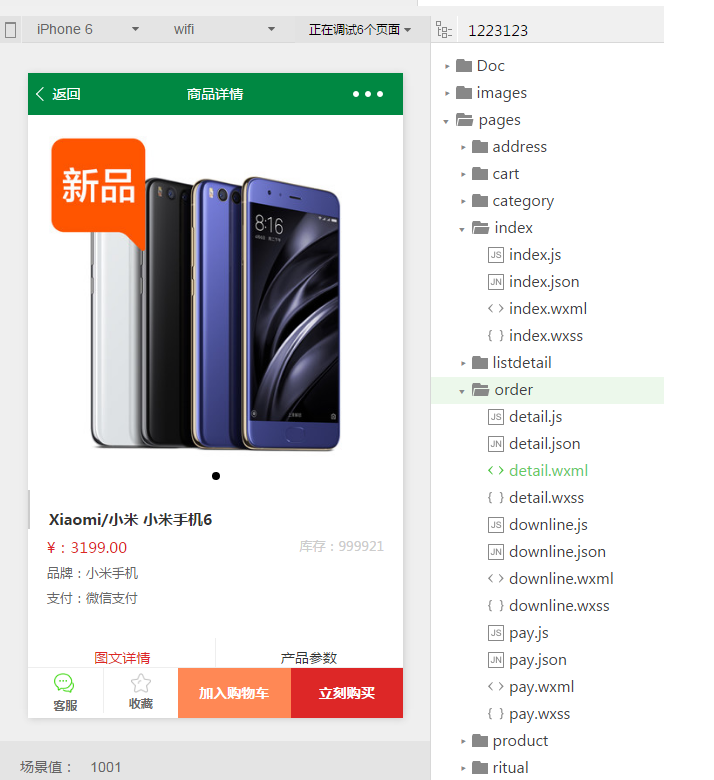 iPhone 6 wifi 正在调试6个页面
返回 商品详情
新品
8:16
Xiaomi/小米 小米手机6
¥：3199.00 库存：999921
品牌：小米手机
支付：微信支付
图文详情 产品参数
客服 收藏 加入购物车 立刻购买
场景值： 1001
1223123
Doc
images
pages
address
cart
category
index
JS index.js
JN index.json
< > index.wxml
{ } index.wxss
listdetail
order
JS detail.js
JN detail.json
< > detail.wxml
{ } detail.wxss
JS downline.js
JN downline.json
< > downline.wxml
{ } downline.wxss
JS pay.js
JN pay.json
< > pay.wxml
{ } pay.wxss
product
ritual